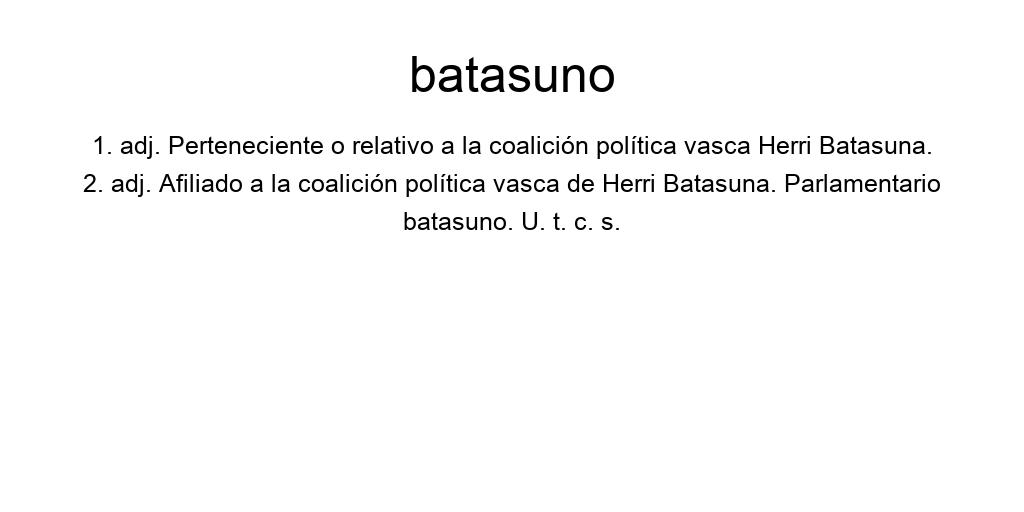 batasuno
1. adj. Perteneciente o relativo a la coalición política vasca Herri Batasuna.
2. adj. Afiliado a la coalición política vasca de Herri Batasuna. Parlamentario
batasuno. U. t. c. s.